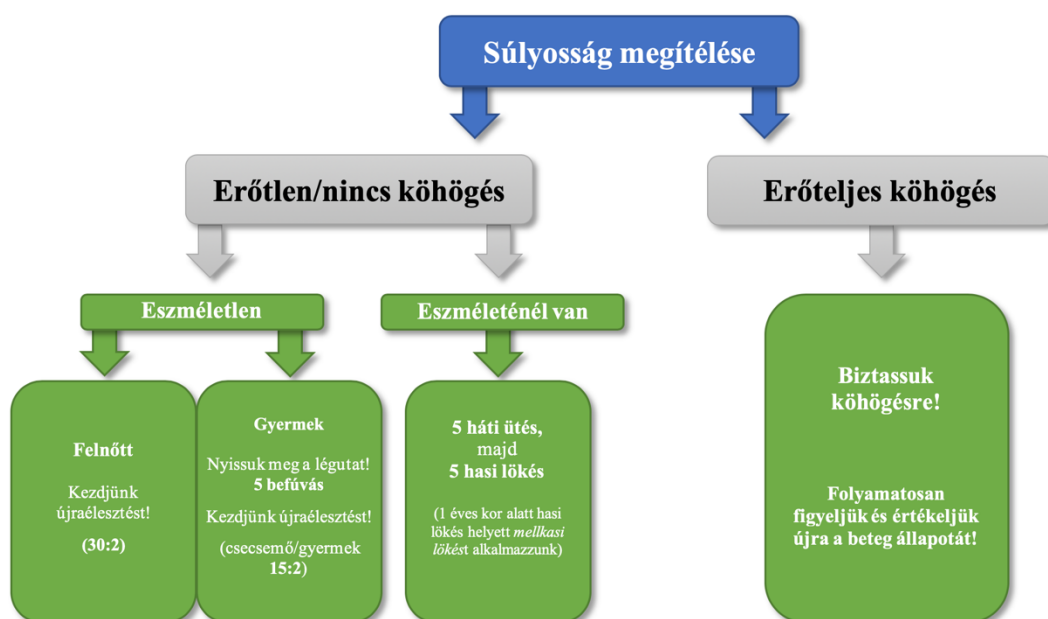 Súlyosság megítélése
Erőtlen/nincs köhögés
Erőteljes köhögés
Eszméletlen
Eszméleténél van
Felnőtt
Kezdjünk
újraélesztést!
(30:2)
Gyermek
Nyissuk meg a légutat!
5 befúvás
Kezdjünk újraélesztést!
(csecsemő/gyermek
15:2)
5 háti ütés,
majd
5 hasi lökés
(1 éves kor alatt hasi
lökés helyett mellkasi
lökést alkalmazzunk)
Biztassuk
köhögésre!
Folyamatosan
figyeljük és értékeljük
újra a beteg állapotát!